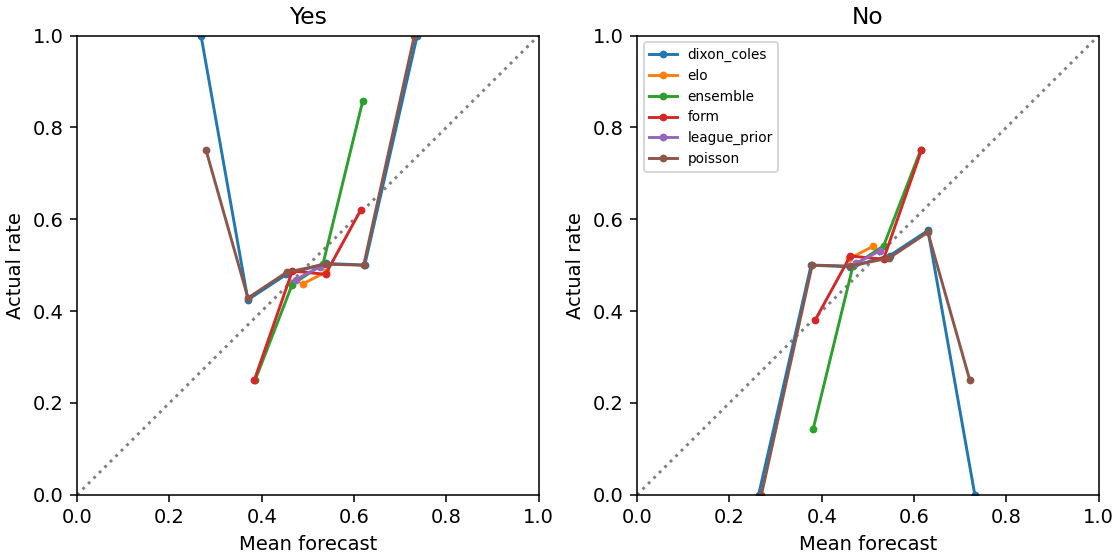 Yes
1.0
0.8
0.6
0.4
0.2
0.0
Actual rate
0.0 0.2 0.4 0.6 0.8 1.0
Mean forecast
No
1.0
0.8
0.6
0.4
0.2
0.0
Actual rate
dixon_coles
elo
ensemble
form
league_prior
poisson
0.0 0.2 0.4 0.6 0.8 1.0
Mean forecast